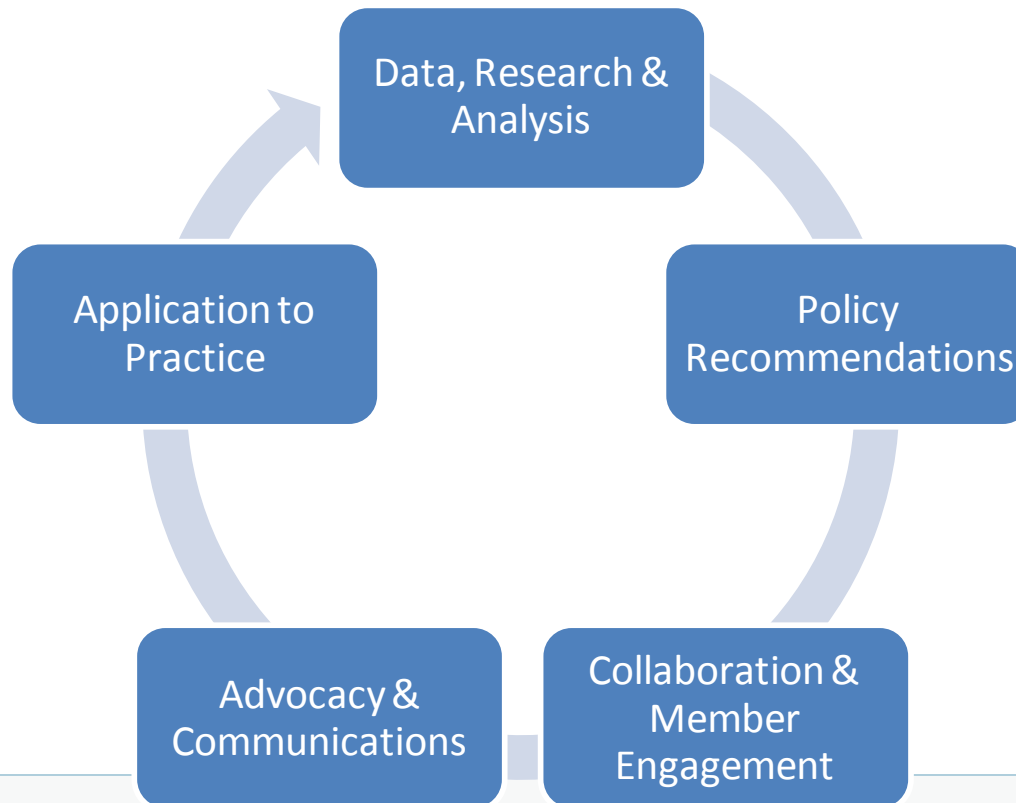 Data, Research &
Analysis
Policy
Recommendations
Collaboration &
Member
Engagement
Advocacy &
Communications
Application to
Practice